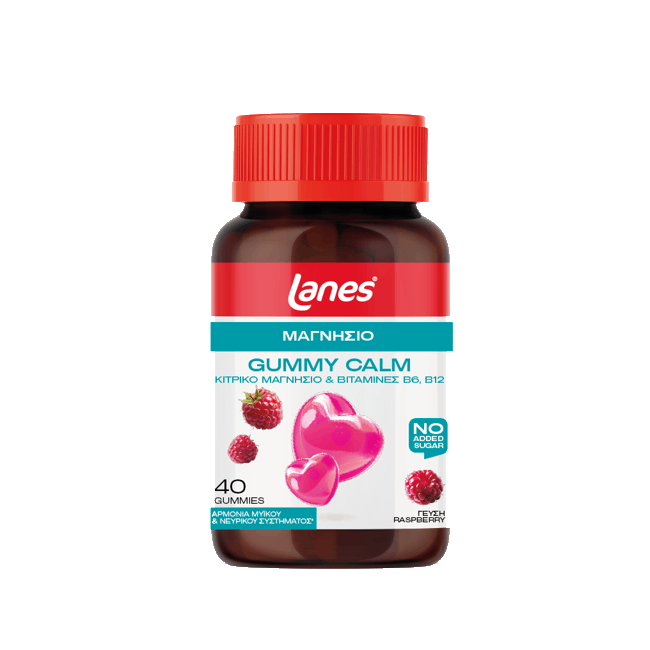 Lanes®
ΜΑΓΝΗΣΙΟ
GUMMY CALM
ΚΙΤΡΙΚΟ ΜΑΓΝΗΣΙΟ & ΒΙΤΑΜΙΝΕΣ Β6, Β12
NO
ADDED
SUGAR
40
GUMMIES
ΑΡΜΟΝΙΑ ΜΥΪΚΟΥ
& ΝΕΥΡΙΚΟΥ ΣΥΣΤΗΜΑΤΟΣ*
ΓΕΥΣΗ
RASPBERRY